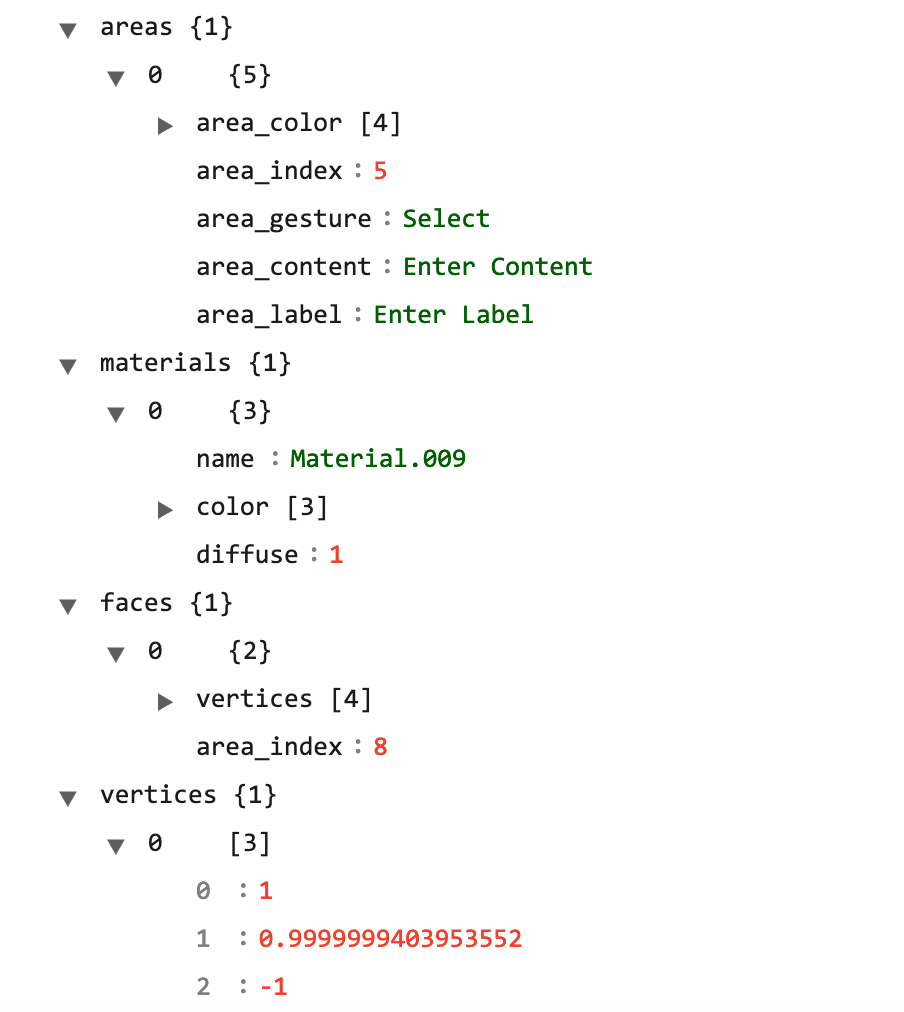 ▼ areas {1}
▼ 0 {5}
▶ area_color [4]
area_index : 5
area_gesture : Select
area_content : Enter Content
area_label : Enter Label
▼ materials {1}
▼ 0 {3}
name : Material.009
▶ color [3]
diffuse : 1
▼ faces {1}
▼ 0 {2}
▶ vertices [4]
area_index : 8
▼ vertices {1}
▼ 0 [3]
0 : 1
1 : 0.9999999403953552
2 : -1